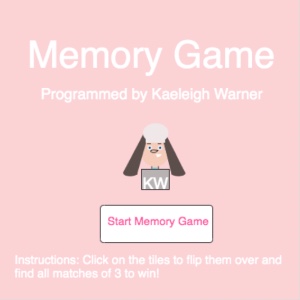 Memory Game
Programmed by Kaeleigh Warner
KW
Start Memory Game
Instructions: Click on the tiles to flip them over and
find all matches of 3 to win!